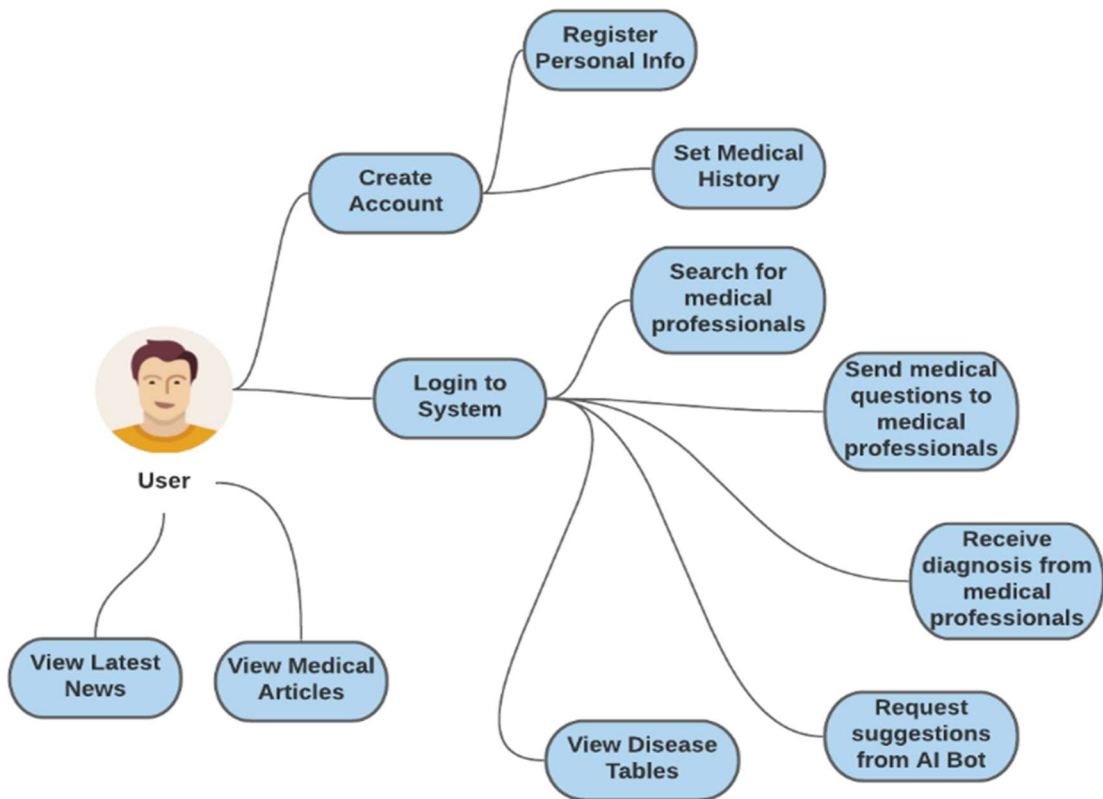 Register
Personal Info
Set Medical
History
Create
Account
Search for
medical
professionals
Login to
System
Send medical
questions to
medical
professionals
User
Receive
diagnosis from
medical
professionals
View Latest
News
View Medical
Articles
Request
suggestions
from AI Bot
View Disease
Tables